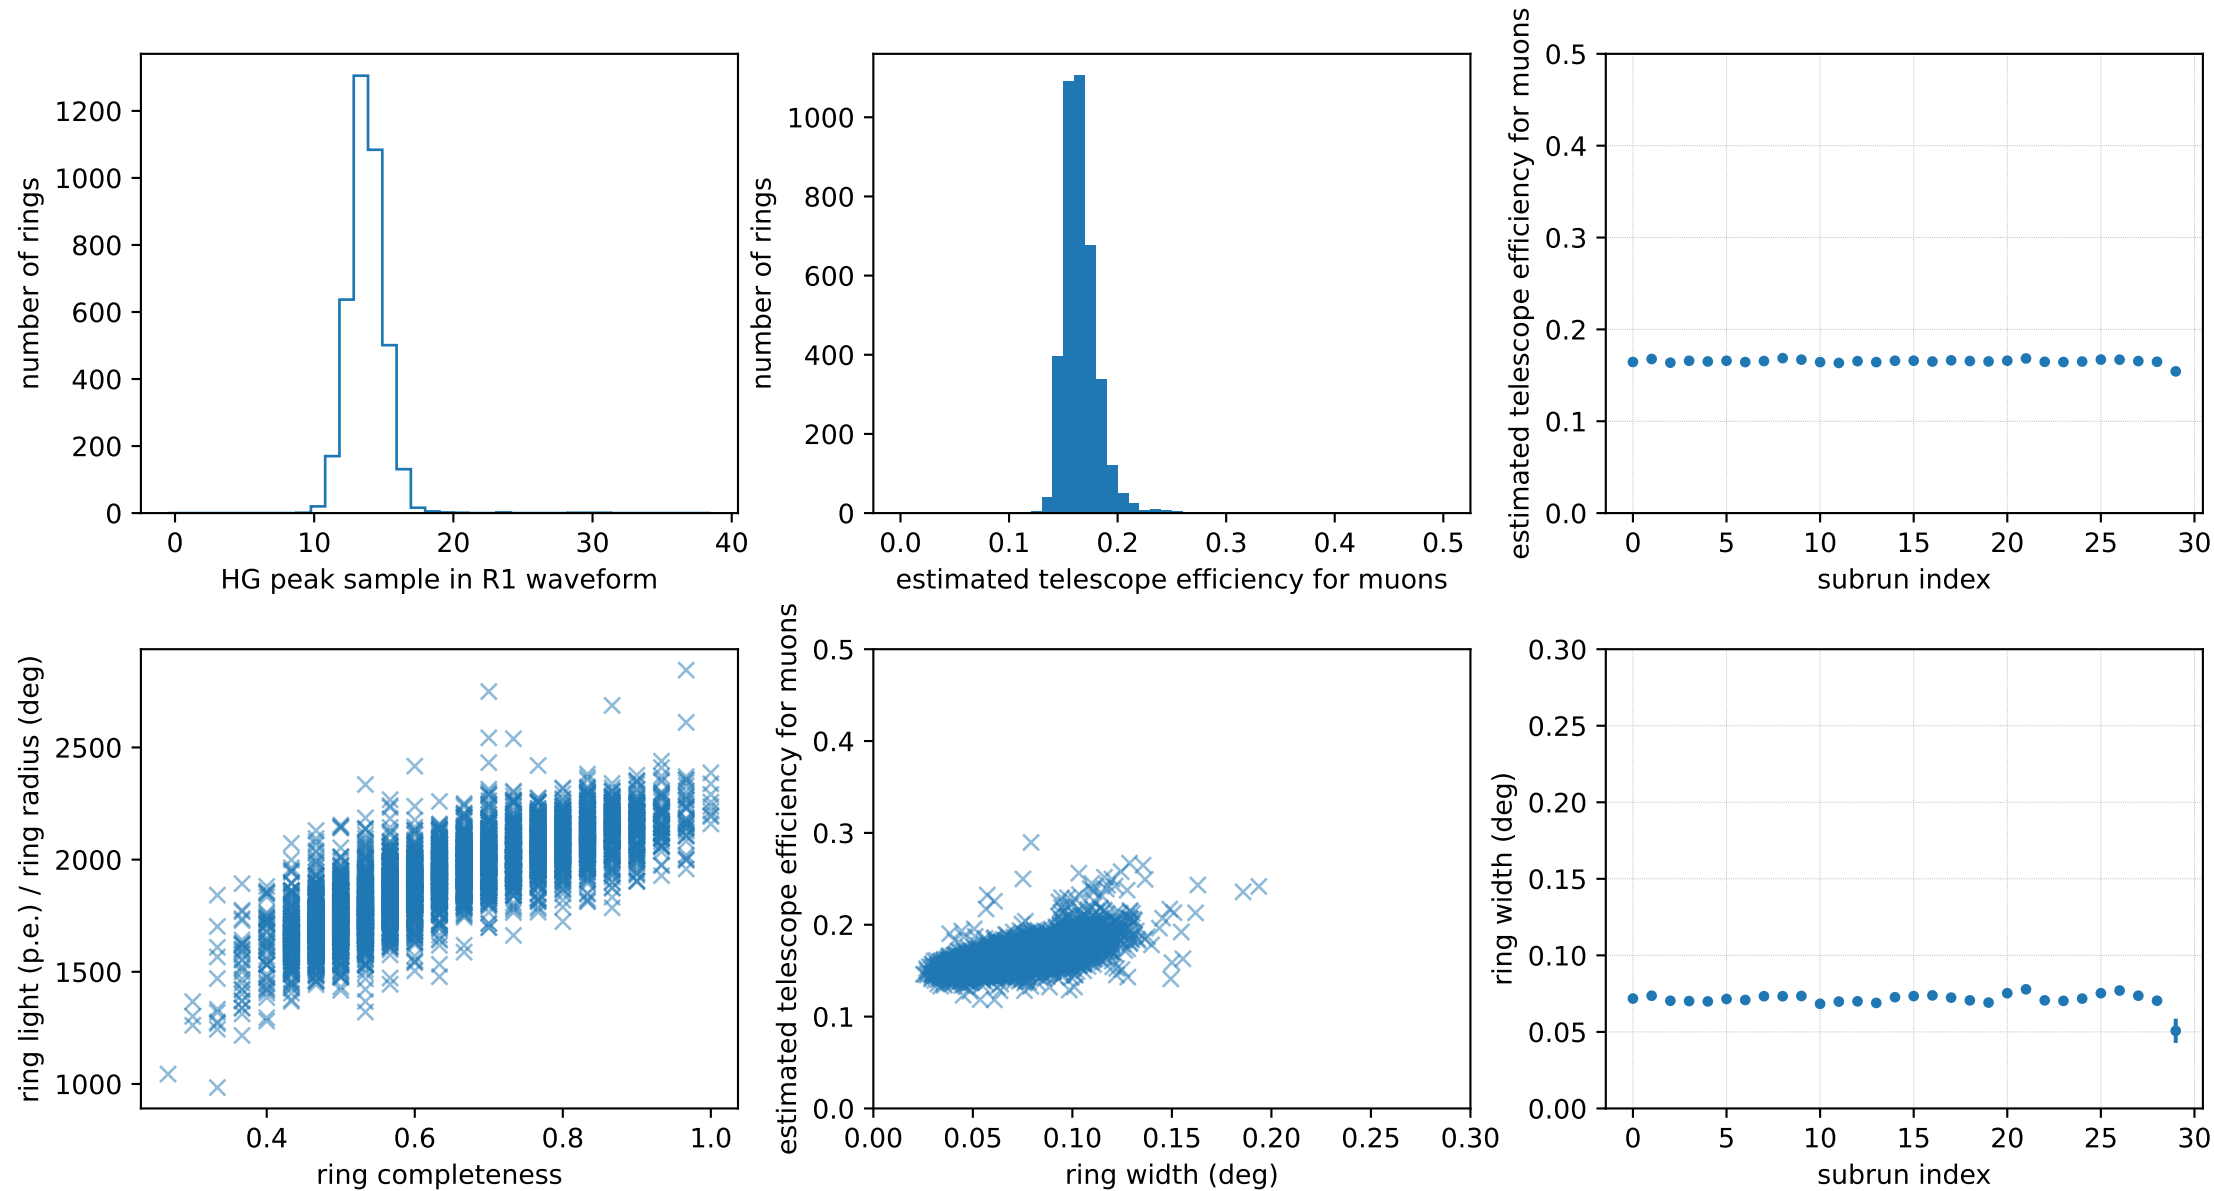 number of rings
1200
1000
800
600
400
200
0
0 10 20 30 40
HG peak sample in R1 waveform
number of rings
1000
800
600
400
200
0
0.0 0.1 0.2 0.3 0.4 0.5
estimated telescope efficiency for muons
estimated telescope efficiency for muons
0.5
0.4
0.3
0.2
0.1
0.0
0 5 10 15 20 25 30
subrun index
ring light (p.e.) / ring radius (deg)
2500
2000
1500
1000
0.4 0.6 0.8 1.0
ring completeness
estimated telescope efficiency for muons
0.5
0.4
0.3
0.2
0.1
0.0
0.00 0.05 0.10 0.15 0.20 0.25 0.30
ring width (deg)
ring width (deg)
0.30
0.25
0.20
0.15
0.10
0.05
0.00
0 5 10 15 20 25 30
subrun index